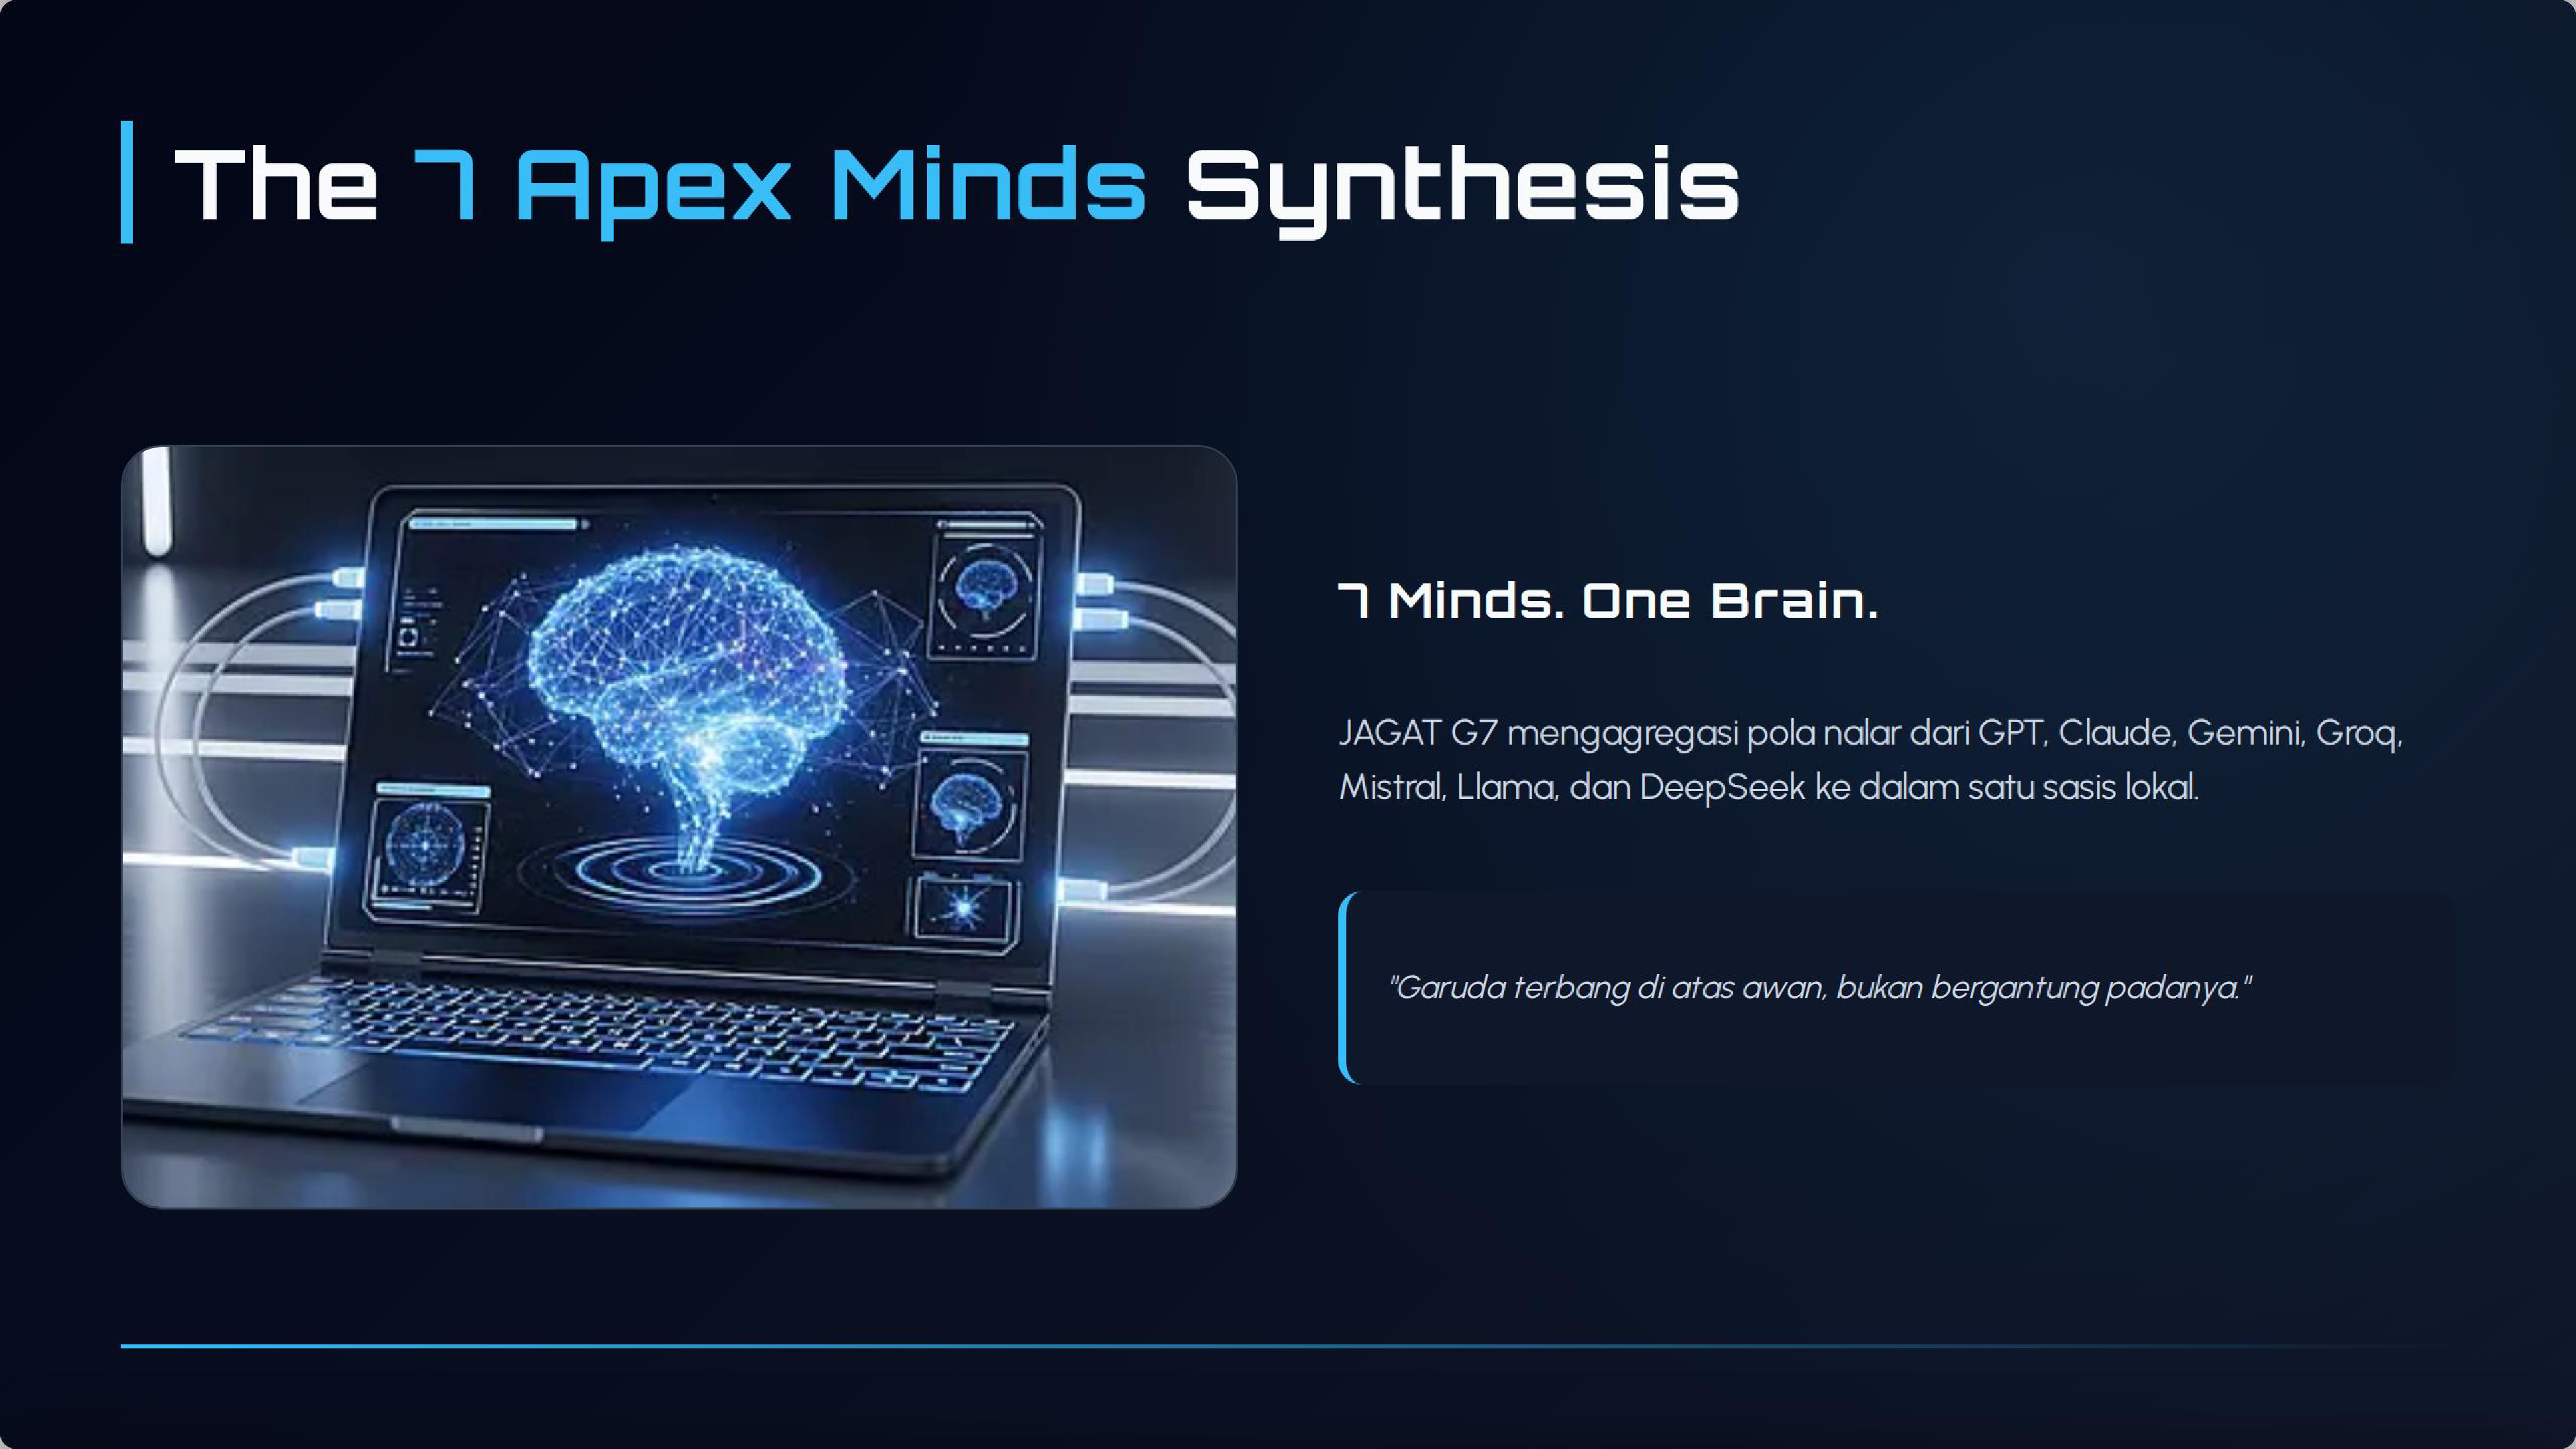 The 7 Apex Minds Synthesis
7 Minds. One Brain.
JAGAT G7 mengagregasi pola nalar dari GPT, Claude, Gemini, Groq,
Mistral, Llama, dan DeepSeek ke dalam satu sasis lokal.
"Garuda terbang di atas awan, bukan bergantung padanya."